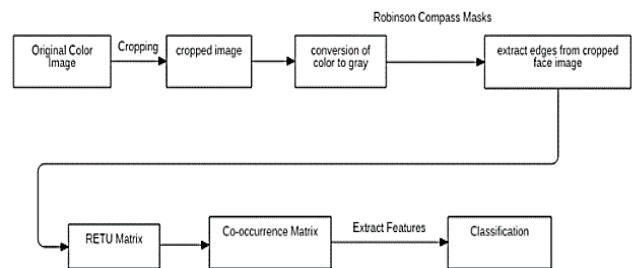 Robinson Compass Masks
Original Color
Image
Cropping
cropped image
conversion of
color to gray
extract edges from cropped
face image
RETU Matrix
Co-occurrence Matrix
Extract Features
Classification